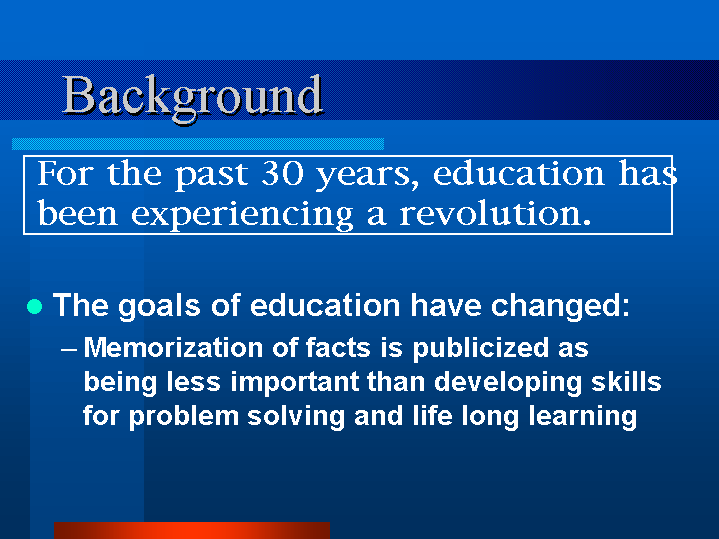 Background
For the past 30 years, education has
been experiencing a revolution.
The goals of education have changed:
– Memorization of facts is publicized as
being less important than developing skills
for problem solving and life long learning